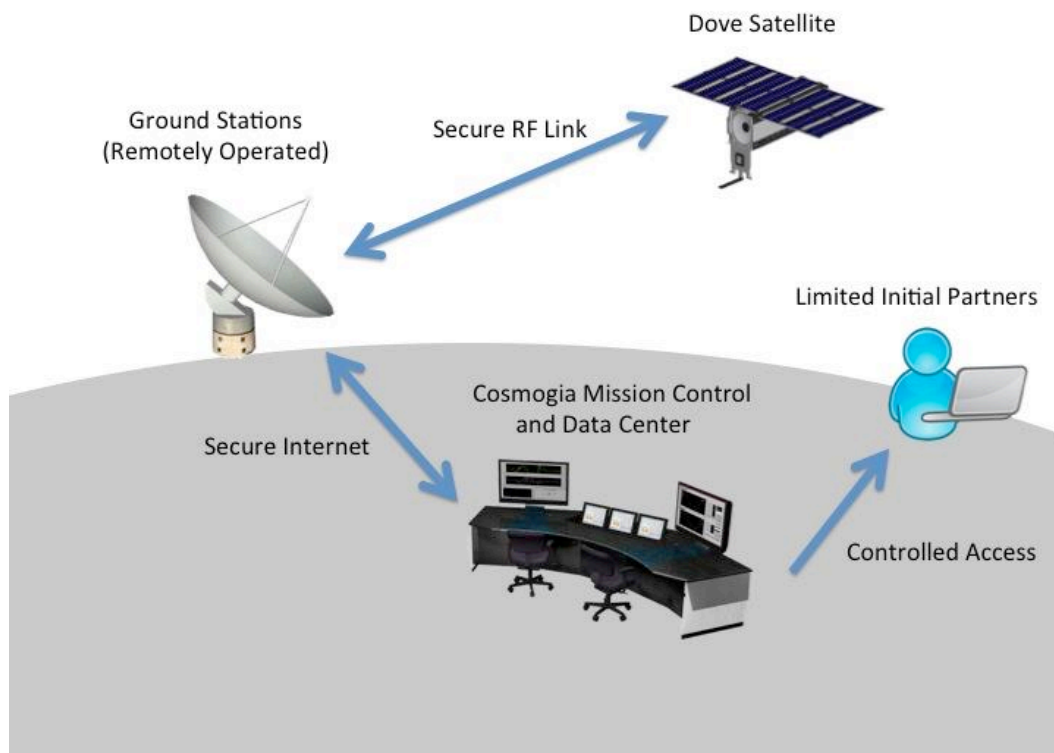 Dove Satellite
Ground Stations
(Remotely Operated)
Secure RF Link
Limited Initial Partners
Cosmogia Mission Control
and Data Center
Secure Internet
Controlled Access